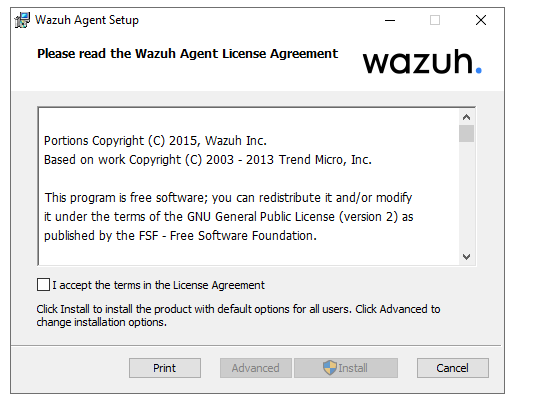 Wazuh Agent Setup
Please read the Wazuh Agent License Agreement
wazuh.
Portions Copyright (C) 2015, Wazuh Inc.
Based on work Copyright (C) 2003 - 2013 Trend Micro, Inc.
This program is free software; you can redistribute it and/or modify
it under the terms of the GNU General Public License (version 2) as
published by the FSF - Free Software Foundation.
I accept the terms in the License Agreement
Click Install to install the product with default options for all users. Click Advanced to
change installation options.
Print
Advanced
Install
Cancel